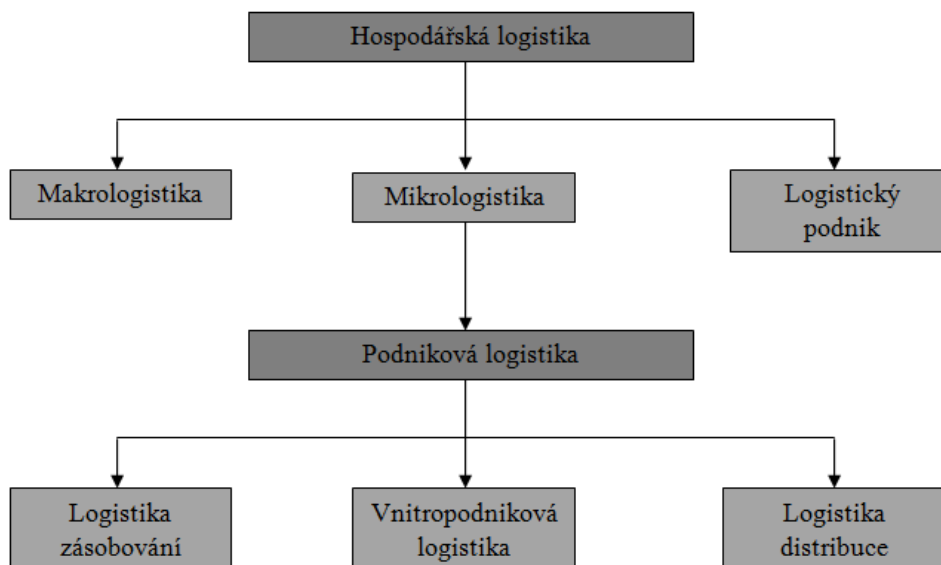 Hospodářská logistika
Makrologistika
Mikrologistika
Logistický
podnik
Podniková logistika
Logistika
zásobování
Vnitropodniková
logistika
Logistika
distribuce